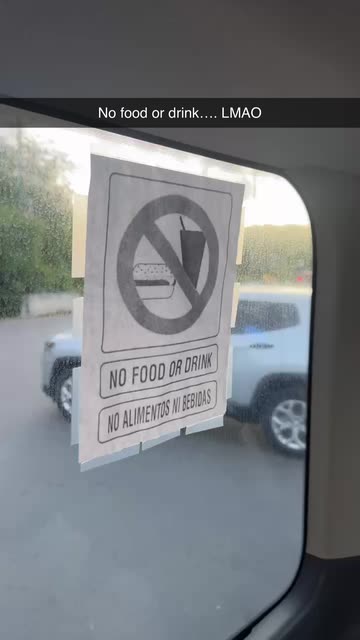 No food or drink.... LMAO
NO FOOD OR DRINK
NO ALIMENTOS NI BEBIDAS